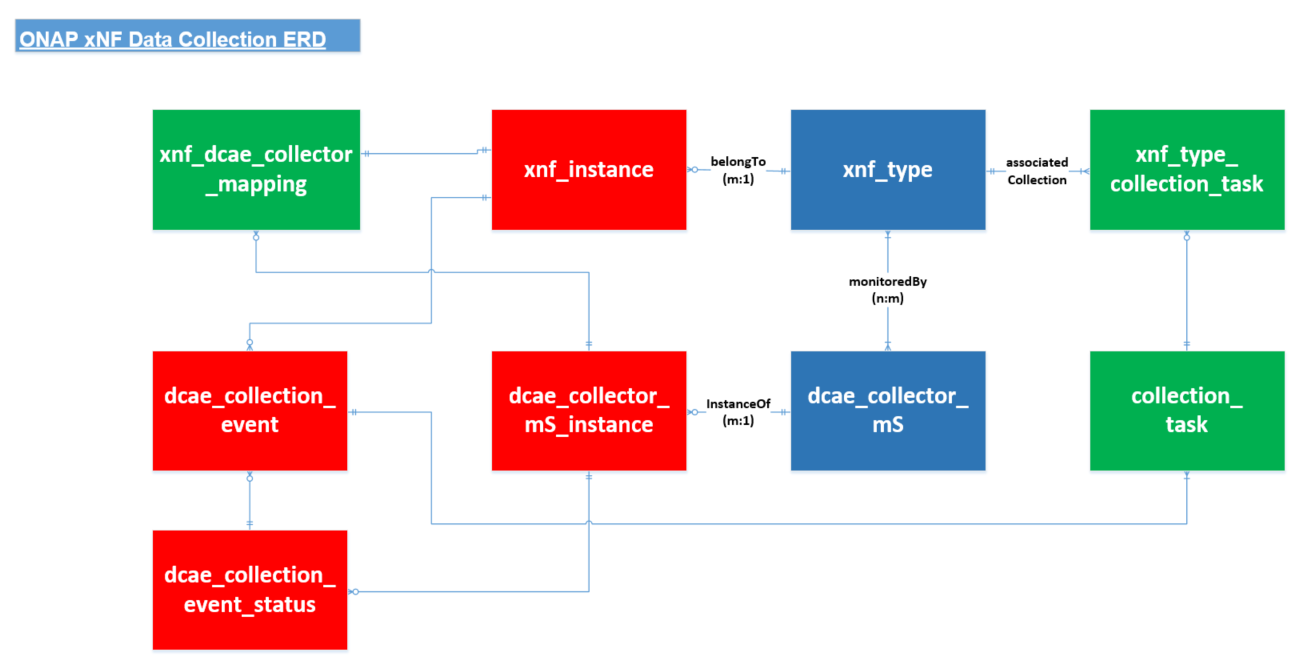 ONAP xNF Data Collection ERD
xnf_dcae_collector
_mapping
xnf_instance
belongTo
(m:1)
xnf_type
associated
Collection
xnf_type_
collection_task
monitoredBy
(n:m)
dcae_collection_
event
dcae_collector_
mS_instance
InstanceOf
(m:1)
dcae_collector_
mS
collection_
task
dcae_collection_
event_status